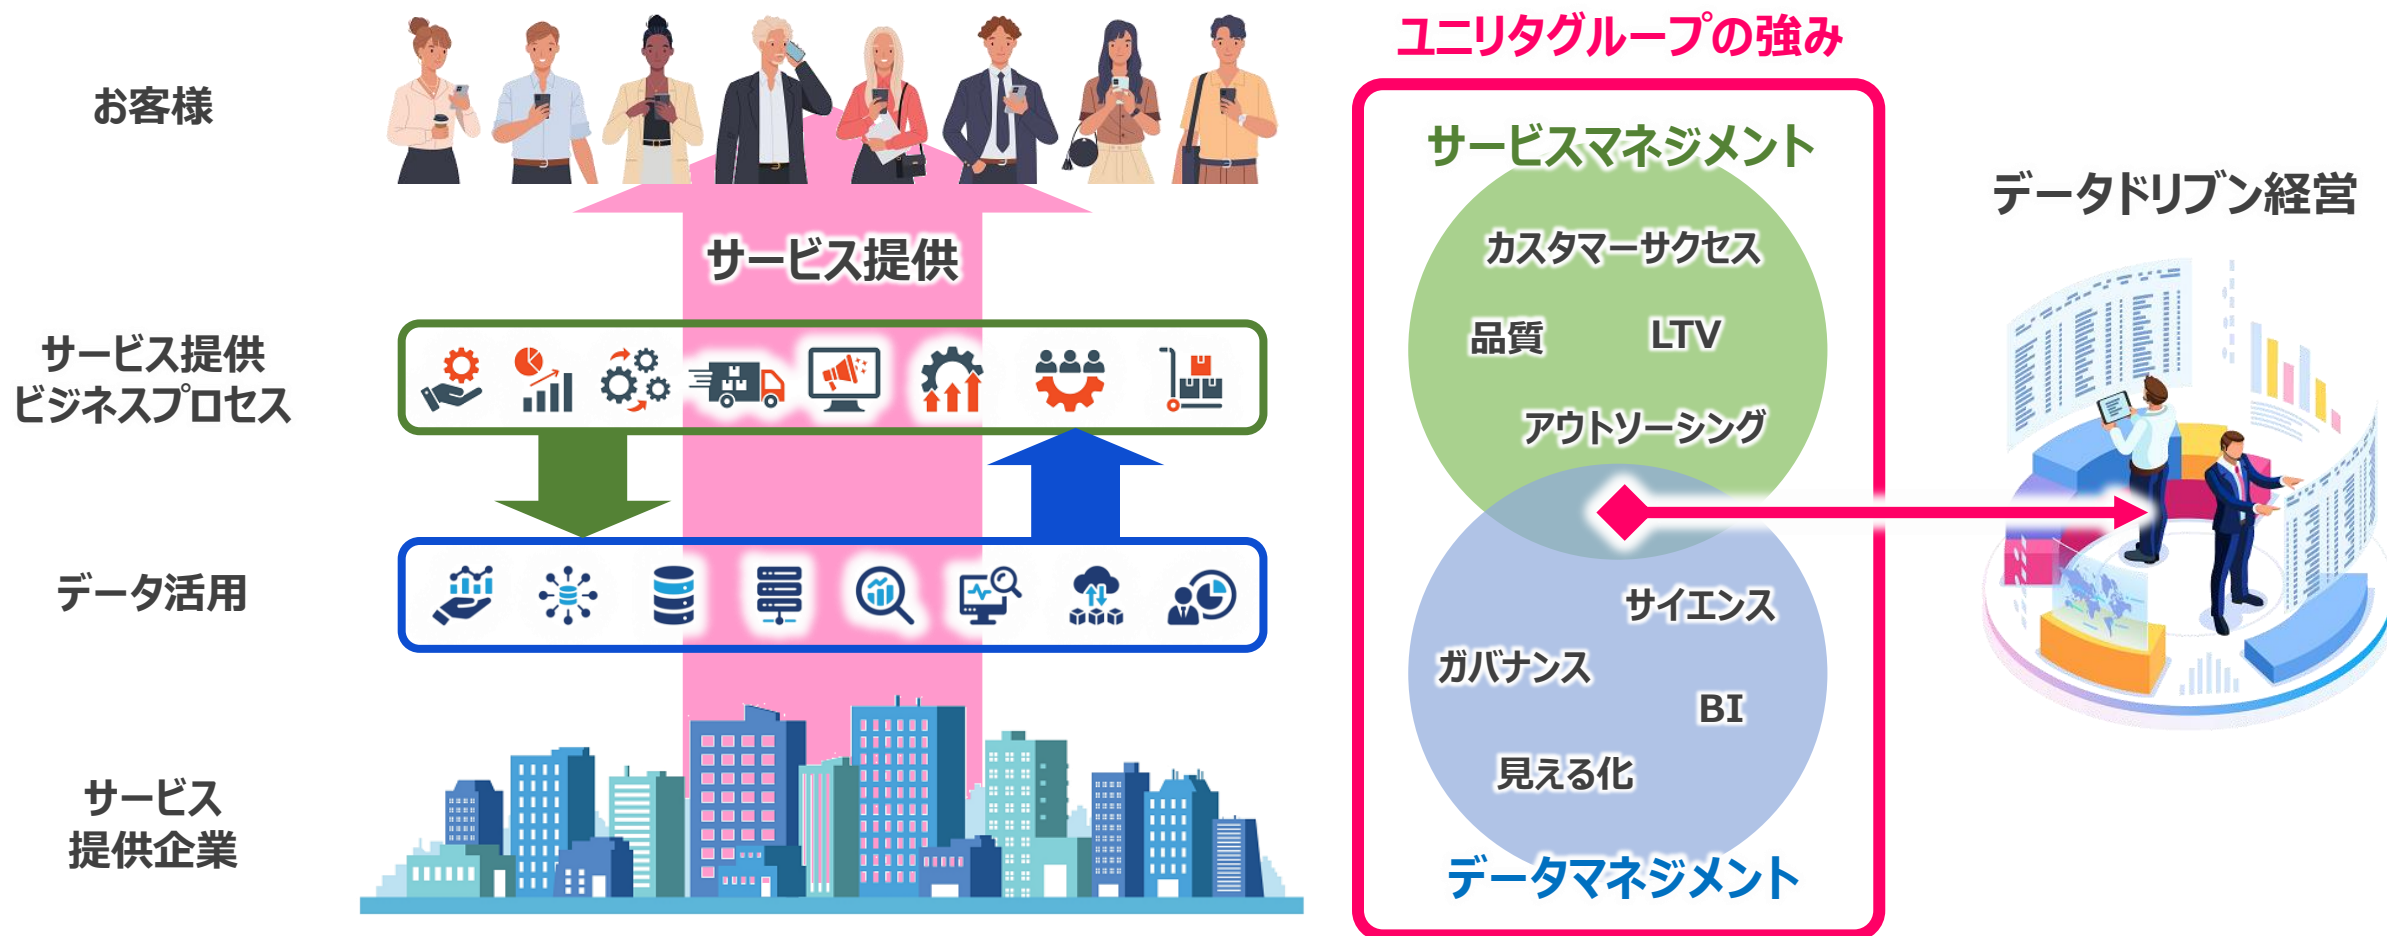 お客様
サービス提供
サービス提供
ビジネスプロセス
データ活用
サービス
提供企業
ユニリタグループの強み
サービスマネジメント
カスタマーサクセス
品質
LTV
アウトソーシング
サイエンス
ガバナンス
BI
見える化
データマネジメント
データドリブン経営